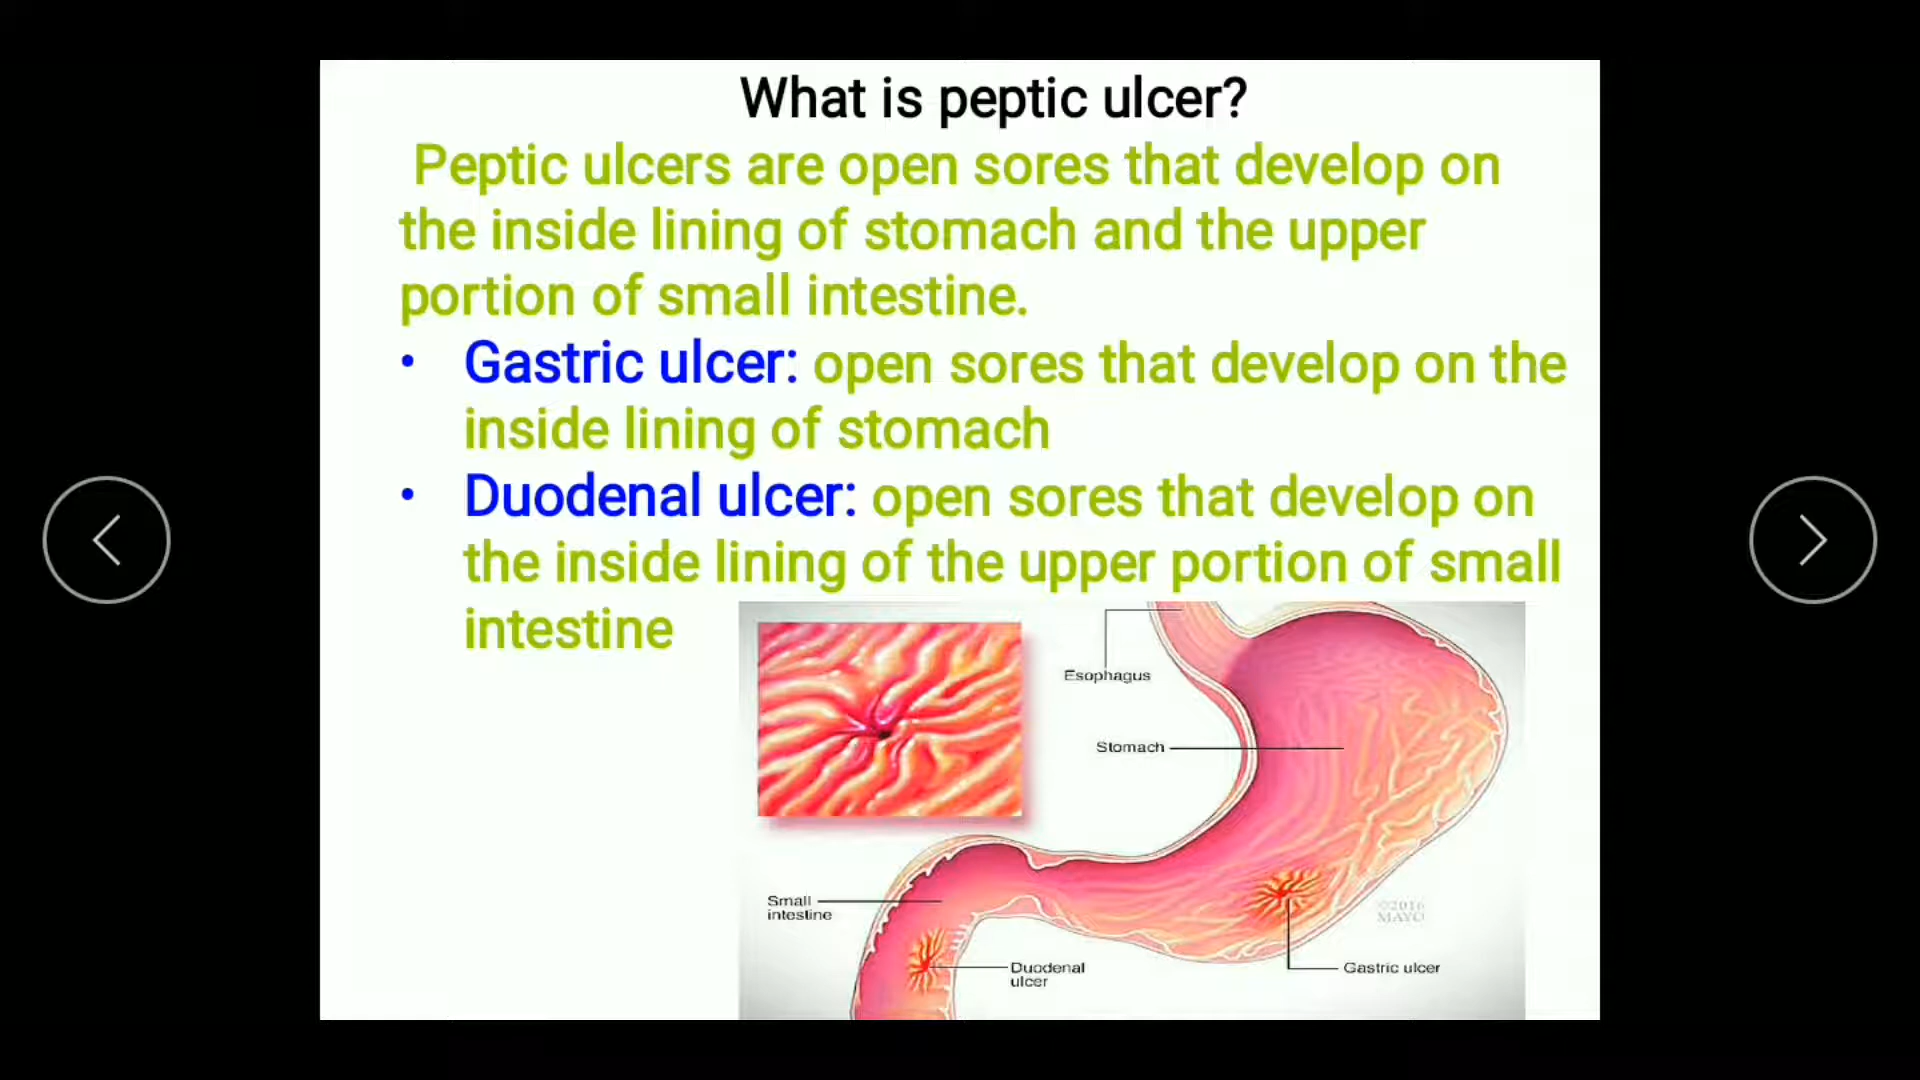 What is peptic ulcer?
Peptic ulcers are open sores that develop on
the inside lining of stomach and the upper
portion of small intestine.
• Gastric ulcer: open sores that develop on the
inside lining of stomach
• Duodenal ulcer: open sores that develop on
the inside lining of the upper portion of small
intestine
Esophagus
Stomach
Small
intestine
Duodenal
ulcer
Gastric ulcer
©2016
MAYO